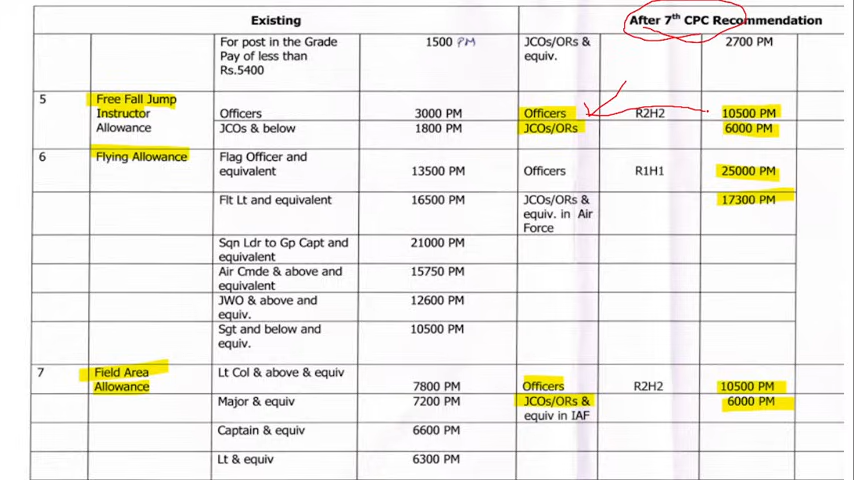 Existing After 7th CPC Recommendation
For post in the Grade 1500 PM JCOs/ORs & 2700 PM
Pay of less than equiv.
Rs.5400
5 Free Fall Jump
Instructor Officers 3000 PM Officers R2H2 10500 PM
Allowance JCOs & below 1800 PM JCOs/ORs 6000 PM
6 Flying Allowance Flag Officer and
equivalent 13500 PM Officers R1H1 25000 PM
Flt Lt and equivalent 16500 PM JCOs/ORs & 17300 PM
equiv. in Air
Force
Sqn Ldr to Gp Capt and 21000 PM
equivalent
Air Cmde & above and 15750 PM
equivalent
JWO & above and 12600 PM
equiv.
Sgt and below and 10500 PM
equiv.
7 Field Area Lt Col & above & equiv
Allowance 7800 PM Officers R2H2 10500 PM
Major & equiv 7200 PM JCOs/ORs & 6000 PM
equiv in IAF
Captain & equiv 6600 PM
Lt & equiv 6300 PM